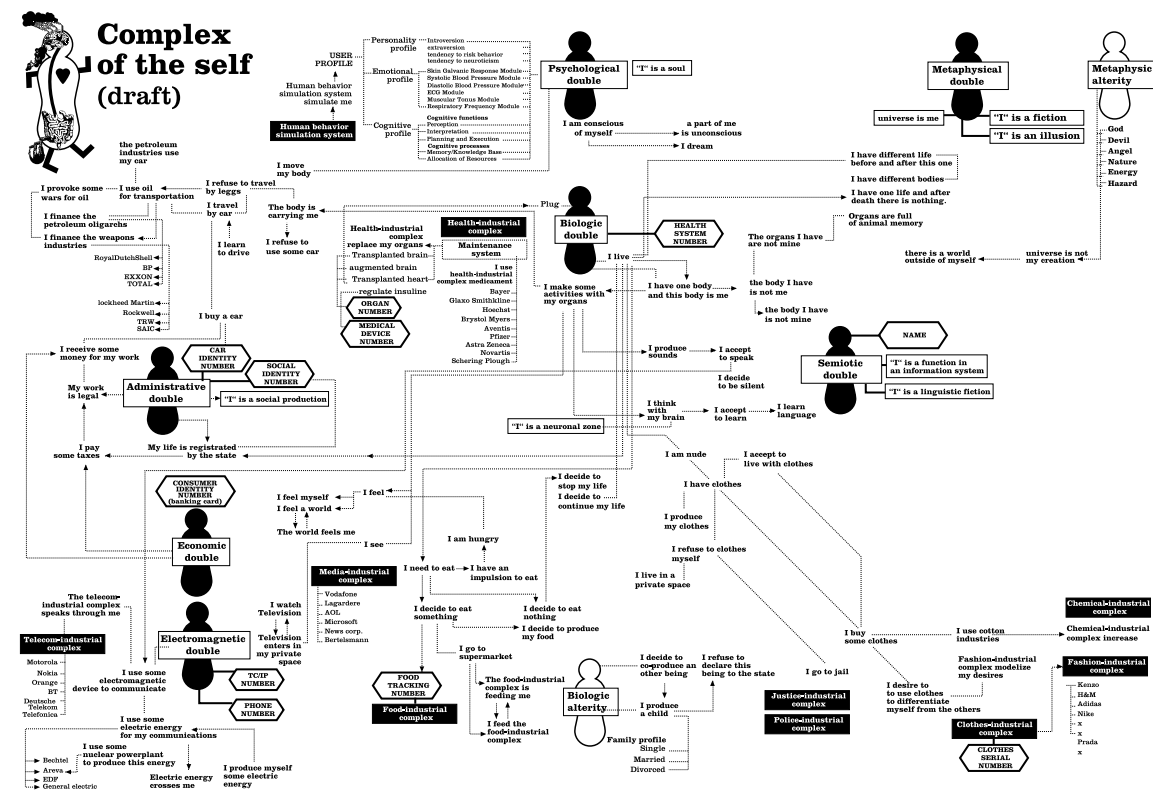 Complex
of the self
(draft)
USER
PROFILE
Human behavior
simulation system
simulate me
Human behavior
simulation system
Personality
profile
Introversion
extraversion
tendency to risk behavior
tendency to neuroticism
Emotional
profile
Skin Galvanic Response Module
Systolic Blood Pressure Module
Diastolic Blood Pressure Module
ECG Module
Muscular Tonus Module
Respiratory Frequency Module
Cognitive
profile
Cognitive functions
Perception
Interpretation
Planning and Execution
Cognitive processes
Memory/Knowledge Base
Allocation of Resources
Psychological
double
"I" is a soul
I am conscious
of myself
a part of me
is unconscious
I dream
Metaphysical
double
universe is me
"I" is a fiction
"I" is an illusion
Metaphysic
alterity
God
Devil
Angel
Nature
Energy
Hazard
the petroleum
industries use
my car
I provoke some
wars for oil
I use oil
for transportation
I refuse to travel
by leggs
I move
my body
I travel
by car
The body is
carrying me
I finance the
petroleum oligarchs
I finance the weapons
industries
I learn
to drive
I refuse to
use some car
RoyalDutchShell
BP
EXXON
TOTAL
lockheed Martin
Rockwell
TRW
SAIC
I buy a car
Plug
Health-industrial
complex
replace my organs
Transplanted brain
augmented brain
Transplanted heart
regulate insuline
ORGAN
NUMBER
MEDICAL
DEVICE
NUMBER
Health-industrial
complex
Maintenance
system
I use
health-industrial
complex medicament
Bayer
Glaxo Smithkline
Hoechst
Brystol Myers
Aventis
Pfizer
Astra Zeneca
Novartis
Schering Plough
Biologic
double
HEALTH
SYSTEM
NUMBER
I live
I have different life
before and after this one
I have different bodies
I have one life and after
death there is nothing.
Organs are full
of animal memory
The organs I have
are not mine
there is a world
outside of myself
universe is not
my creation
I make some
activities with
my organs
I have one body
and this body is me
the body I have
is not me
the body I have
is not mine
I receive some
money for my work
CAR
IDENTITY
NUMBER
SOCIAL
IDENTITY
NUMBER
Administrative
double
"I" is a social production
My work
is legal
My life is registrated
by the state
I pay
some taxes
I produce
sounds
I accept
to speak
I decide
to be silent
Semiotic
double
NAME
"I" is a function in
an information system
"I" is a linguistic fiction
I think
with
my brain
I accept
to learn
I learn
language
"I" is a neuronal zone
I am nude
I accept to
live with clothes
I have clothes
I produce
my clothes
I refuse to clothes
myself
I live in a
private space
CONSUMER
IDENTITY
NUMBER
(banking card)
Economic
double
I feel myself
I feel
I feel a world
The world feels me
I see
I decide to
stop my life
I decide to
continue my life
I am hungry
I need to eat
I have an
impulsion to eat
I decide to eat
something
I decide to eat
nothing
I decide to produce
my food
Media-industrial
complex
Vodafone
Lagardere
AOL
Microsoft
News corp.
Bertelsmann
I watch
Television
Television
enters in
my private
space
The telecom-
industrial complex
speaks through me
Telecom-industrial
complex
Motorola
Nokia
Orange
BT
Deutsche
Telekom
Telefonica
Electromagnetic
double
TC/IP
NUMBER
PHONE
NUMBER
I use some
electromagnetic
device to communicate
I use some
electric energy
for my communications
I use some
nuclear powerplant
to produce this energy
Bechtel
Areva
EDF
General electric
Electric energy
crosses me
I produce myself
some electric
energy
I go to
supermarket
FOOD
TRACKING
NUMBER
Food-industrial
complex
The food-industrial
complex is
feeding me
I feed the
food-industrial
complex
I decide to
co-produce an
other being
I refuse to
declare this
being to the state
Biologic
alterity
I produce
a child
Family profile
Single
Married
Divorced
I go to jail
Justice-industrial
complex
Police-industrial
complex
I buy
some clothes
I use cotton
industries
Chemical-industrial
complex
Chemical-industrial
complex increase
Fashion-industrial
complex modelize
my desires
Fashion-industrial
complex
I desire to
to use clothes
to differentiate
myself from the others
Clothes-industrial
complex
CLOTHES
SERIAL
NUMBER
Kenzo
H&M
Adidas
Nike
x
x
Prada
x